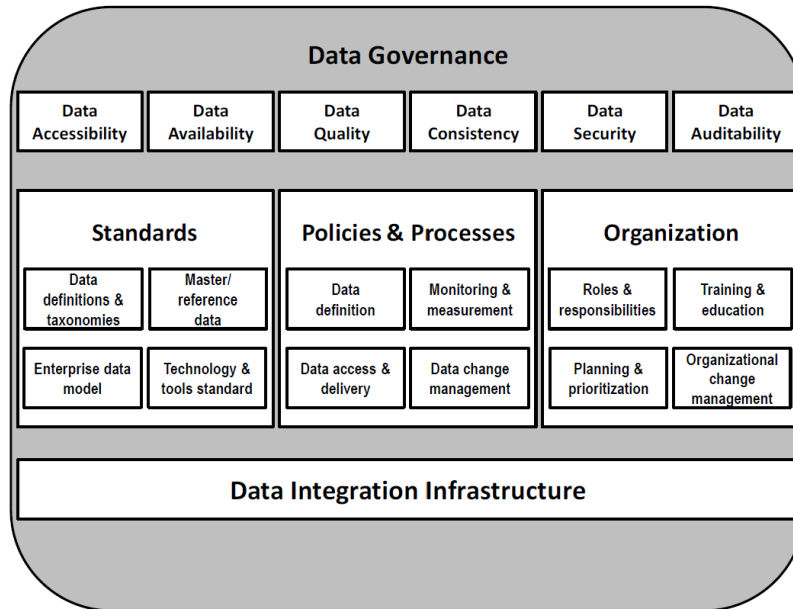 Data Governance
Data
Accessibility
Data
Availability
Data
Quality
Data
Consistency
Data
Security
Data
Auditability
Standards
Data
definitions &
taxonomies
Master/
reference
data
Enterprise data
model
Technology &
tools standard
Policies & Processes
Data
definition
Monitoring &
measurement
Data access &
delivery
Data change
management
Organization
Roles &
responsibilities
Training &
education
Planning &
prioritization
Organizational
change
management
Data Integration Infrastructure